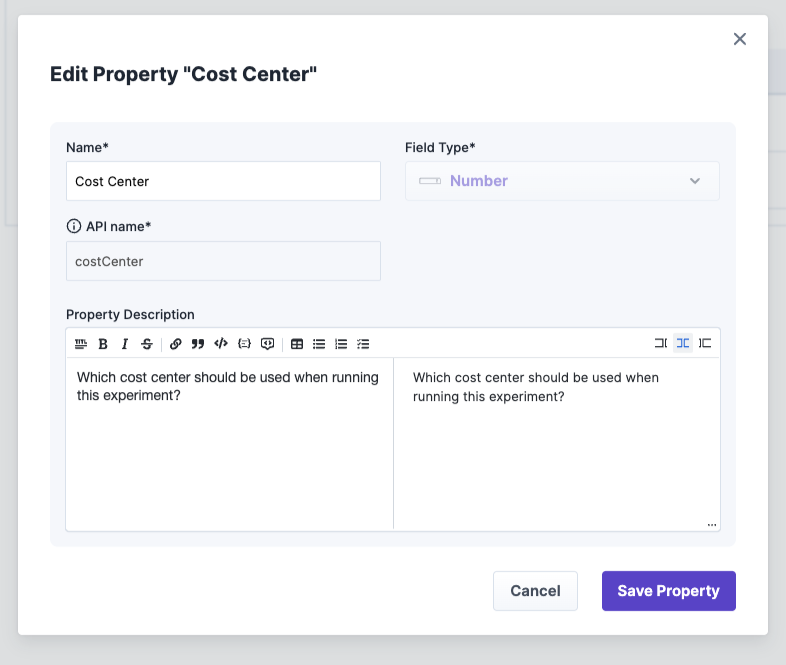 Edit Property "Cost Center"
Name*
Field Type*
Cost Center
Number
API name*
costCenter
Property Description
Which cost center should be used when running
this experiment?
Which cost center should be used when
running this experiment?
Cancel
Save Property